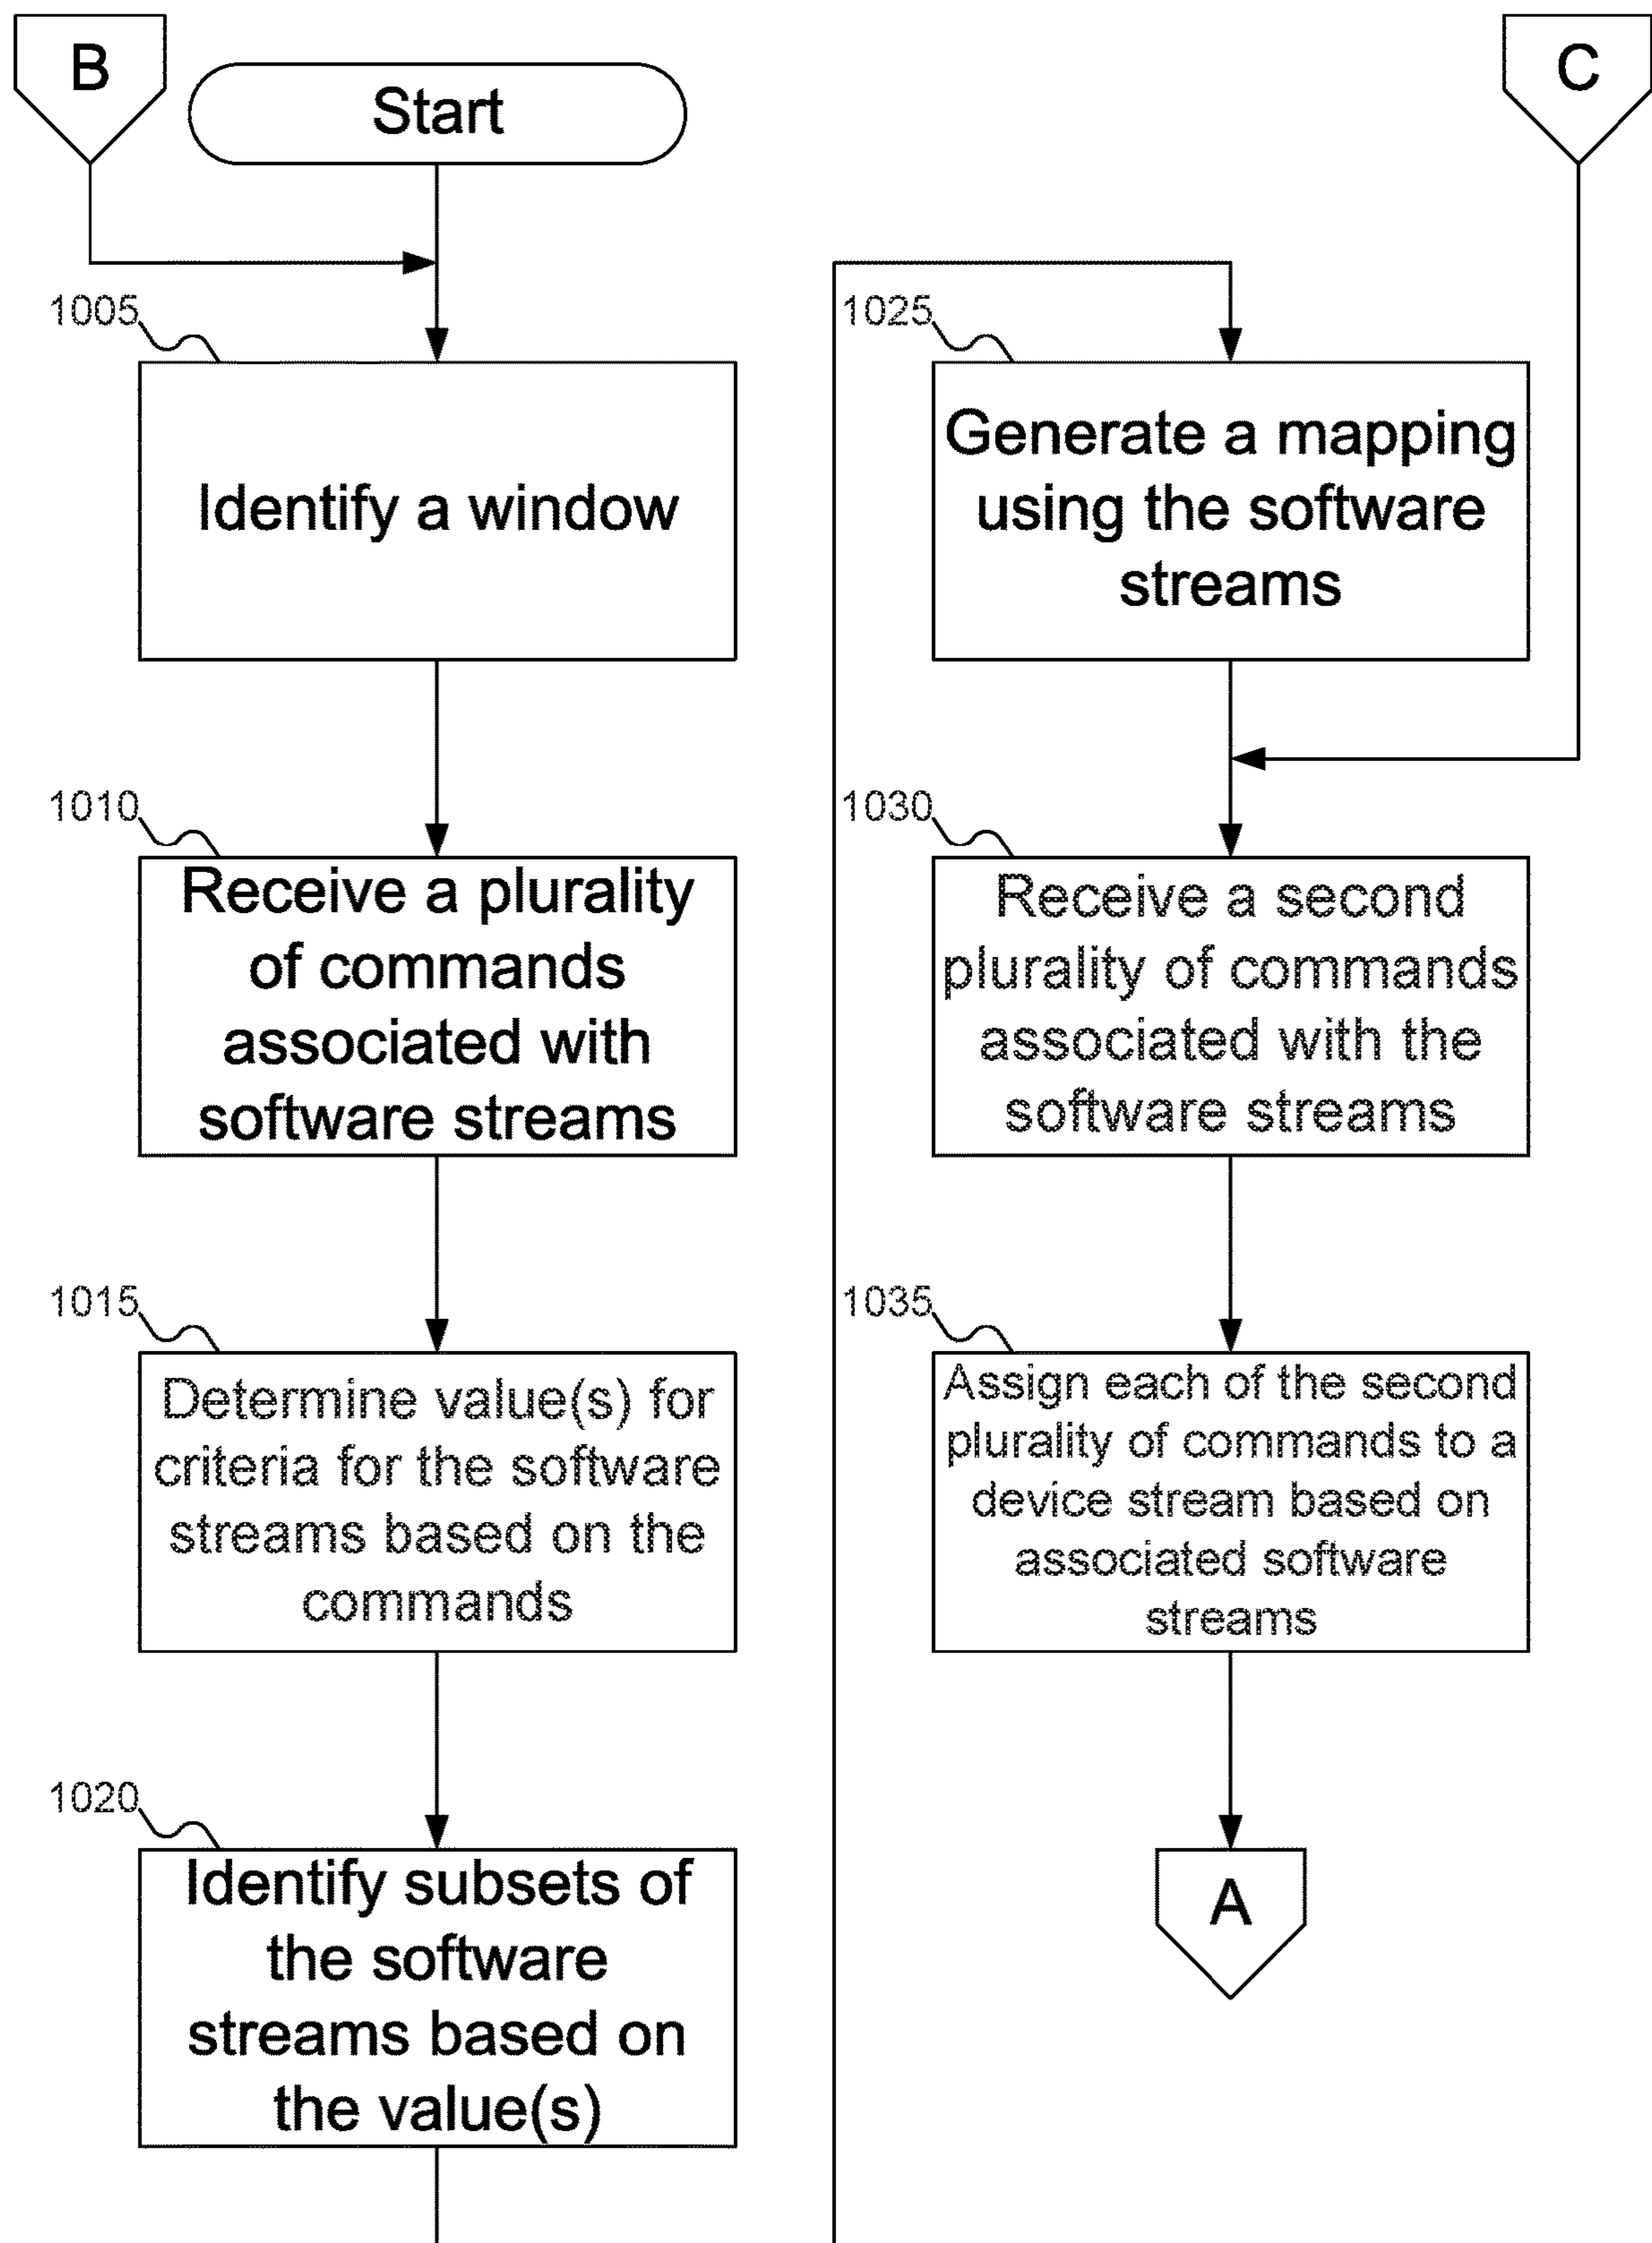 B
Start
1005
Identify a window
1010
Receive a plurality
of commands
associated with
software streams
1015
Determine value(s) for
criteria for the software
streams based on the
commands
1020
Identify subsets of
the software
streams based on
the value(s)
C
1025
Generate a mapping
using the software
streams
1030
Receive a second
plurality of commands
associated with the
software streams
1035
Assign each of the second
plurality of commands to a
device stream based on
associated software
streams
A